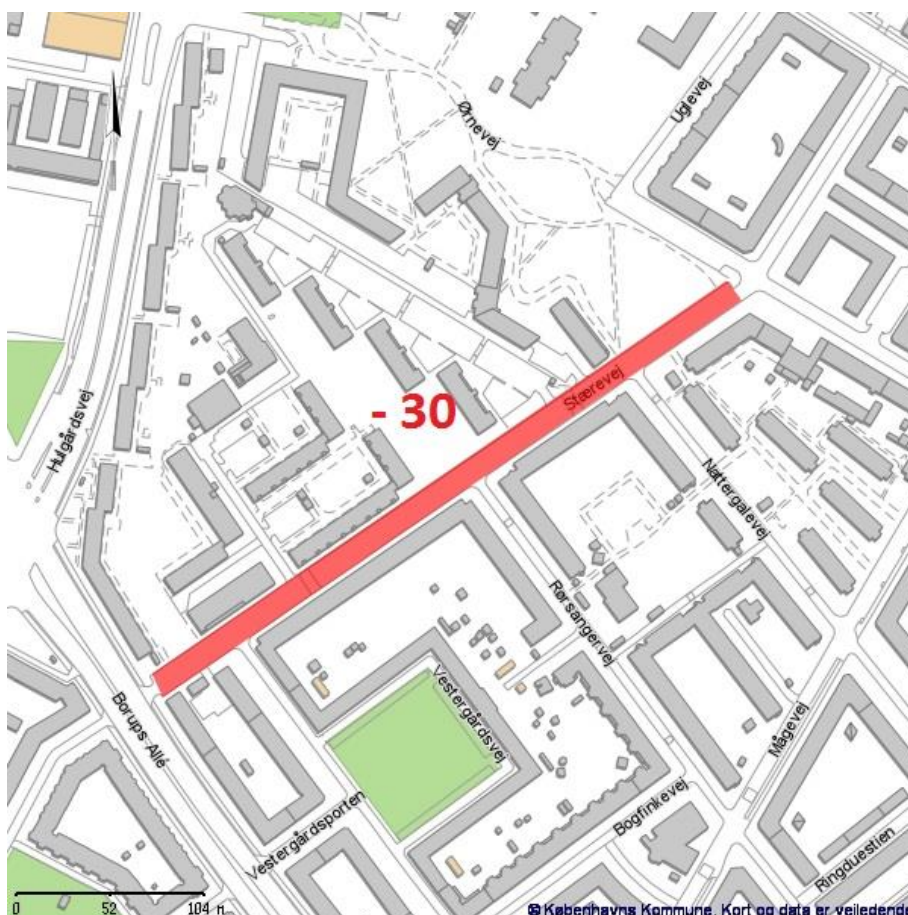 Ørnevej
Uglevej
Hulgårdsvej
- 30
Stærevej
Nattergalevej
Rørsangervej
Vestergårdsvej
Borups Allé
Mågevej
Vestergårdsporten
Bogfinkevej
Ringduestien
0 52 104 m
© Københavns Kommune. Kort og data er vejledende